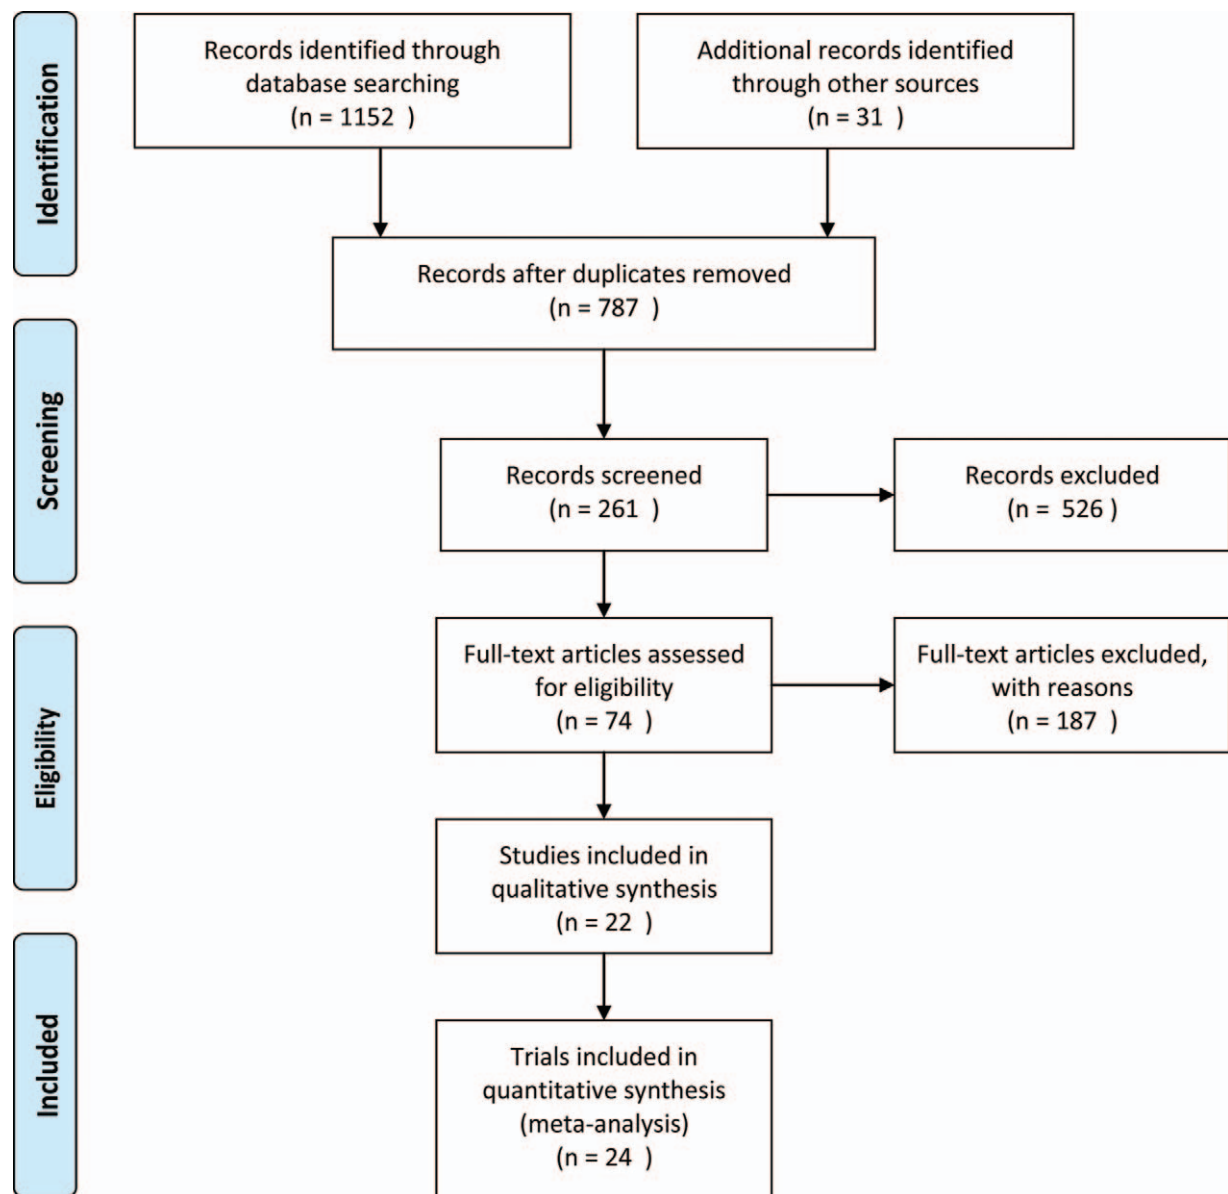 Identification
Records identified through
database searching
(n = 1152  )
Additional records identified
through other sources
(n = 31  )
Records after duplicates removed
(n = 787  )
Screening
Records screened
(n = 261  )
Records excluded
(n =  526 )
Eligibility
Full-text articles assessed
for eligibility
(n = 74  )
Full-text articles excluded,
with reasons
(n = 187  )
Studies included in
qualitative synthesis
(n = 22  )
Included
Trials included in
quantitative synthesis
(meta-analysis)
(n = 24  )